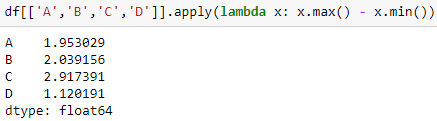 df[['A','B','C','D']].apply(lambda x: x.max() - x.min())
A    1.953029
B    2.039156
C    2.917391
D    1.120191
dtype: float64